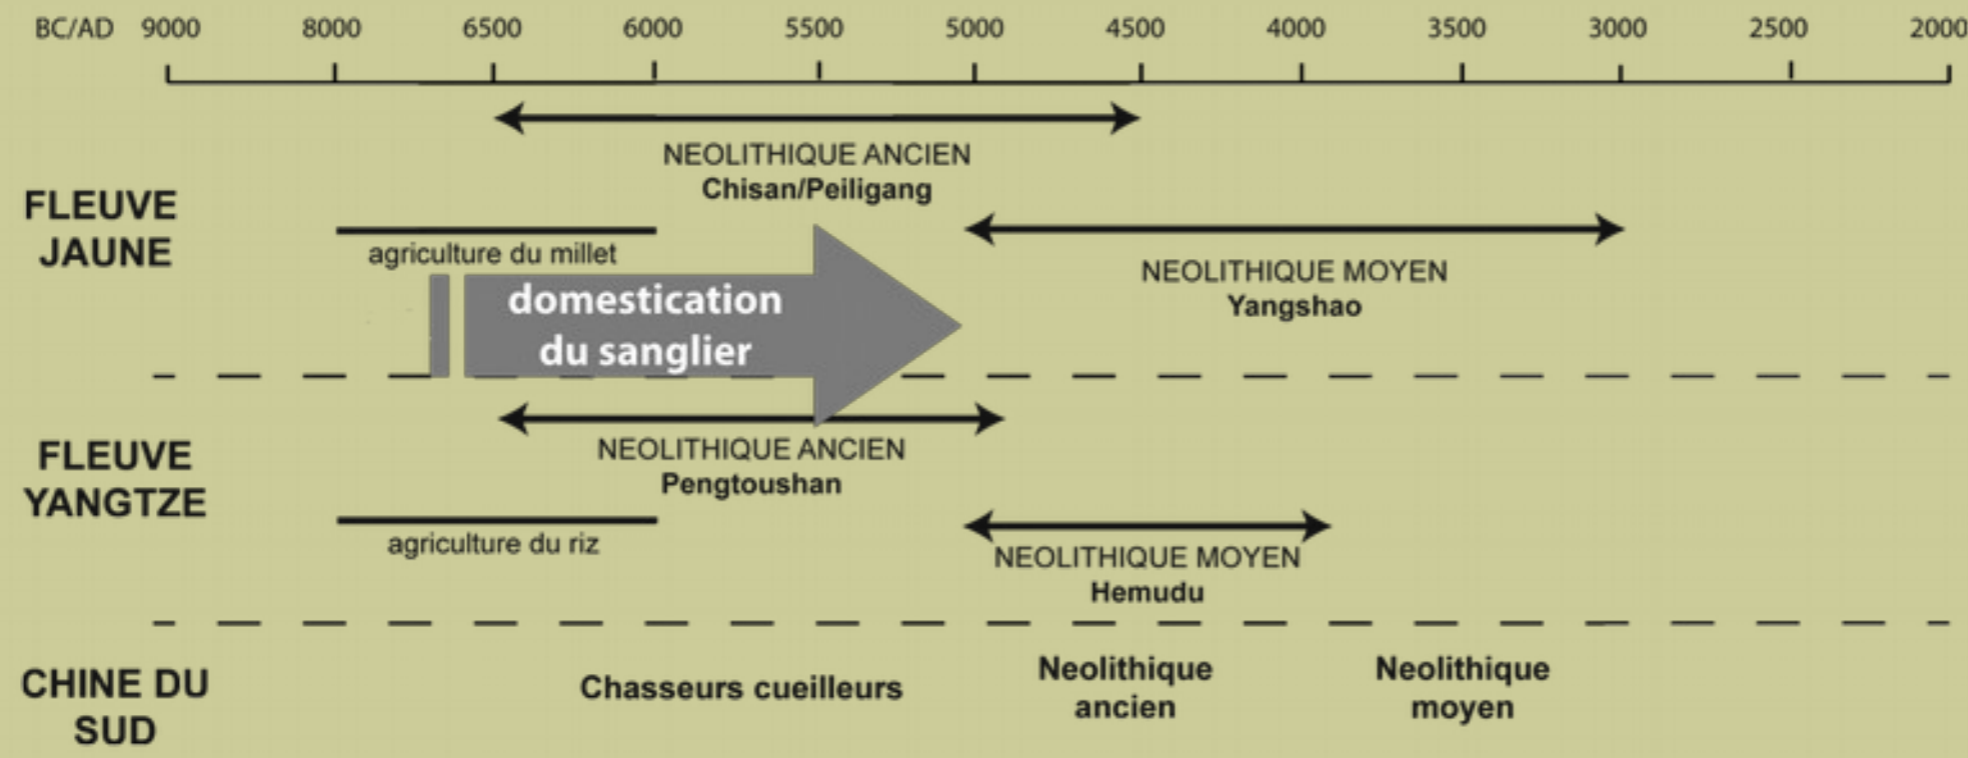 BC/AD 9000 8000 6500 6000 5500 5000 4500 4000 3500 3000 2500 2000
NEOLITHIQUE ANCIEN
Chisan/Peiligang
FLEUVE
JAUNE
agriculture du millet
NEOLITHIQUE MOYEN
Yangshao
domestication
du sanglier
FLEUVE
YANGTZE
NEOLITHIQUE ANCIEN
Pengtoushan
agriculture du riz
NEOLITHIQUE MOYEN
Hemudu
CHINE DU
SUD
Chasseurs cueilleurs
Neolithique
ancien
Neolithique
moyen